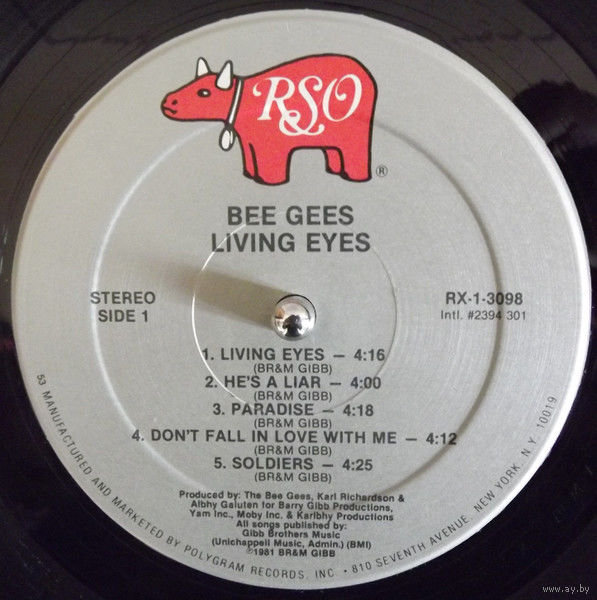 RSO
®
BEE GEES
LIVING EYES
STEREO
SIDE 1
RX-1-3098
Intl. #2394 301
1. LIVING EYES – 4:16
(BR&M GIBB)
2. HE'S A LIAR – 4:00
(BR&M GIBB)
3. PARADISE – 4:18
(BR&M GIBB)
4. DON'T FALL IN LOVE WITH ME – 4:12
(BR&M GIBB)
5. SOLDIERS – 4:25
(BR&M GIBB)
Produced by: The Bee Gees, Karl Richardson &
Albhy Galuten for Barry Gibb Productions,
Yam Inc., Moby Inc. & Karlbhy Productions
All songs published by:
Gibb Brothers Music
(Unichappell Music, Admin.) (BMI)
℗1981 BR&M GIBB
53 MANUFACTURED AND MARKETED BY POLYGRAM RECORDS, INC. • 810 SEVENTH AVENUE, NEW YORK, N.Y. 10019
www.ay.by